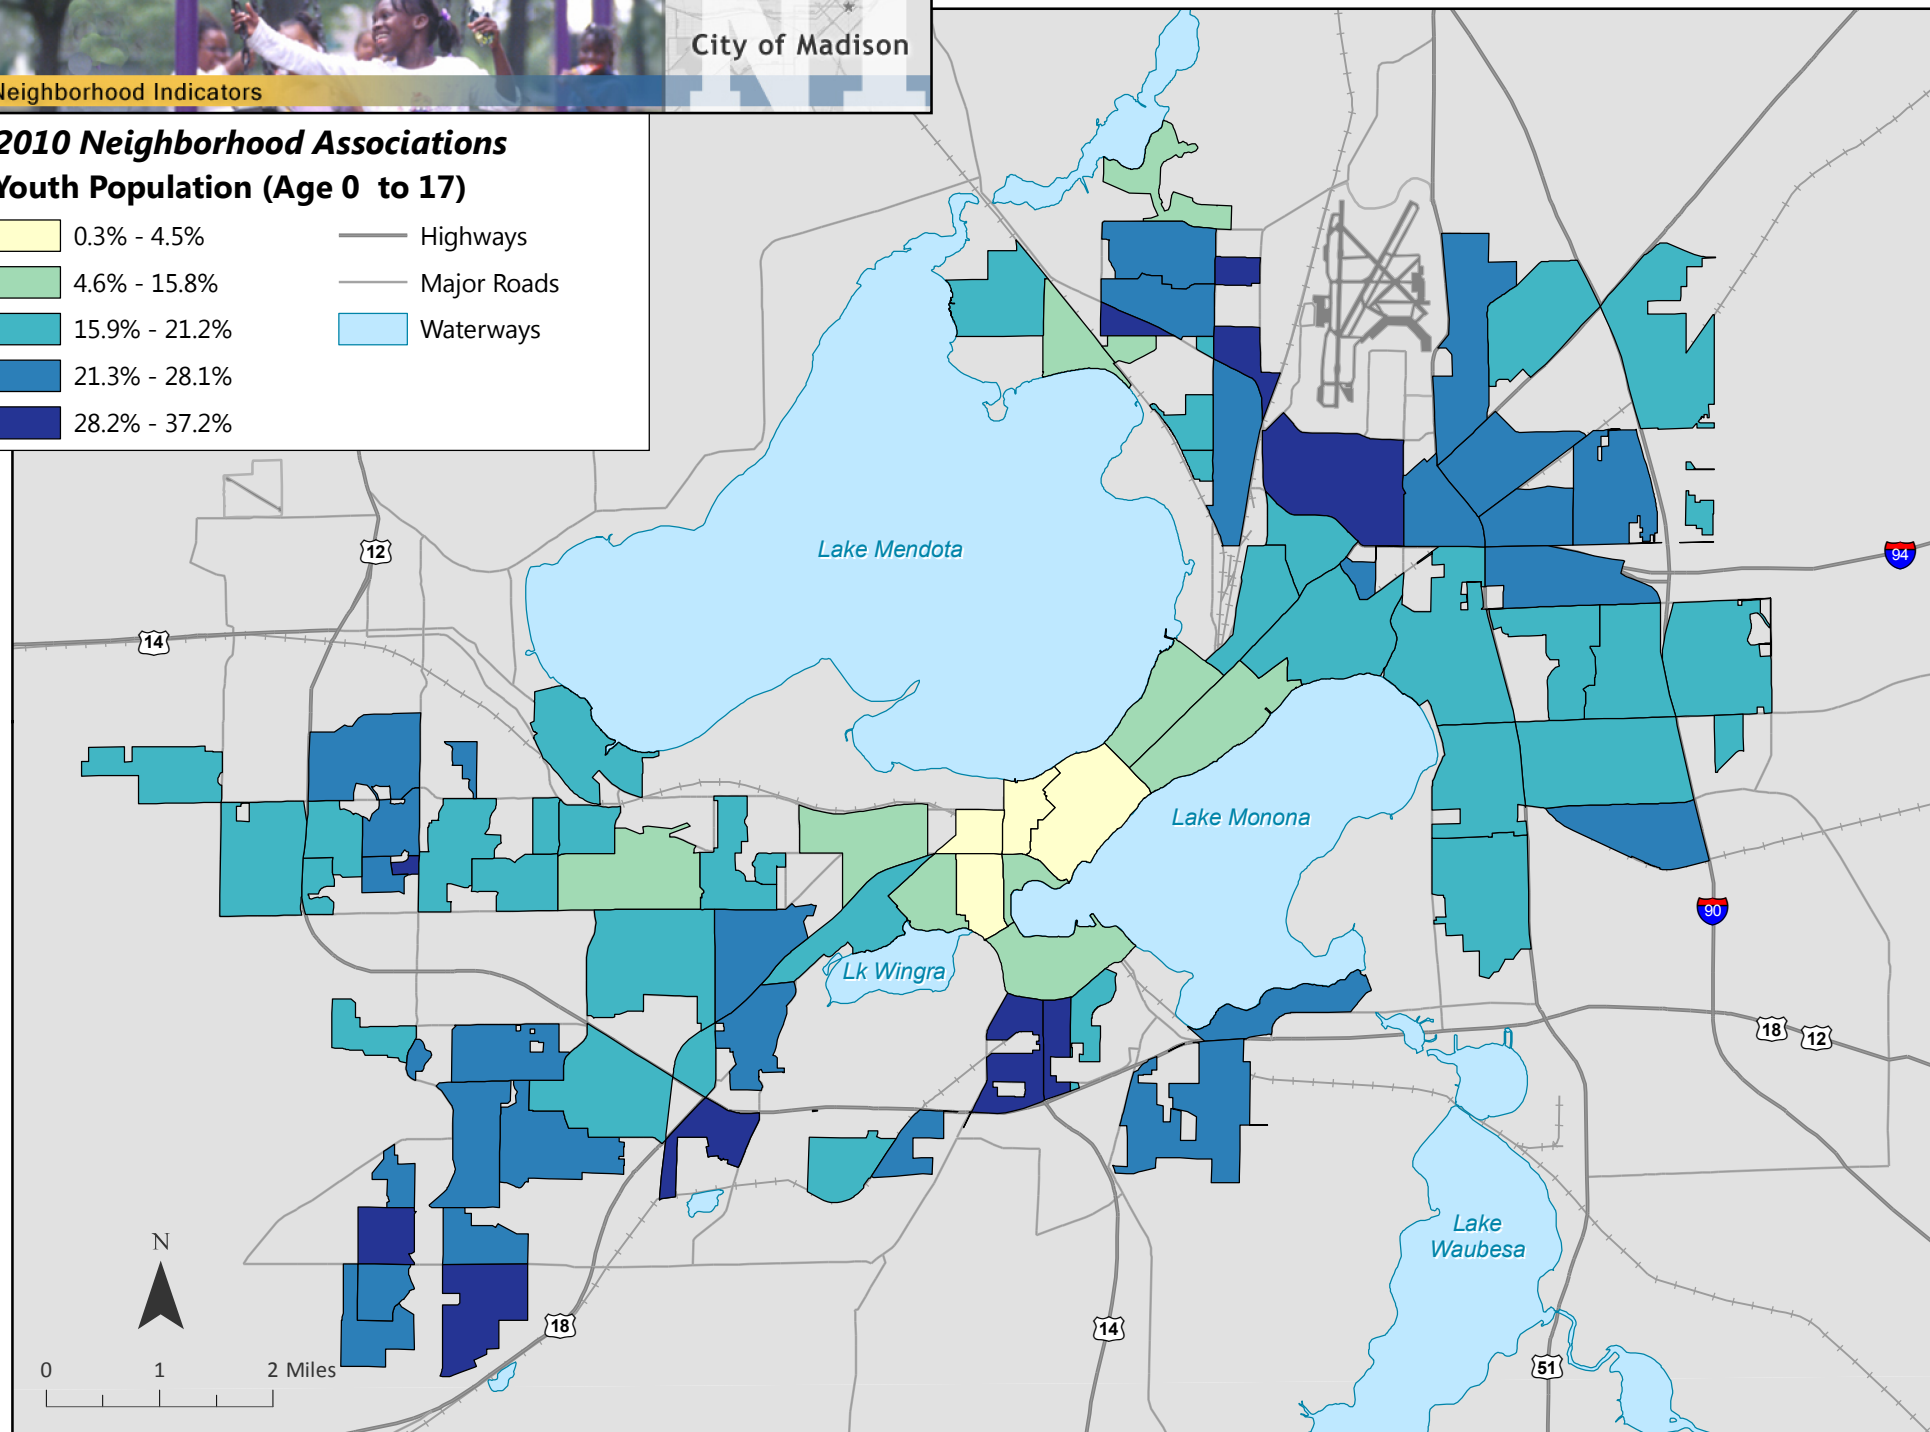 City of Madison
Neighborhood Indicators
2010 Neighborhood Associations
Youth Population (Age 0 to 17)
0.3% - 4.5%
Highways
4.6% - 15.8%
Major Roads
15.9% - 21.2%
Waterways
21.3% - 28.1%
28.2% - 37.2%
12
Lake Mendota
94
14
Lake Monona
90
Lk Wingra
18
12
Lake
Waubesa
N
18
14
51
0
1
2 Miles